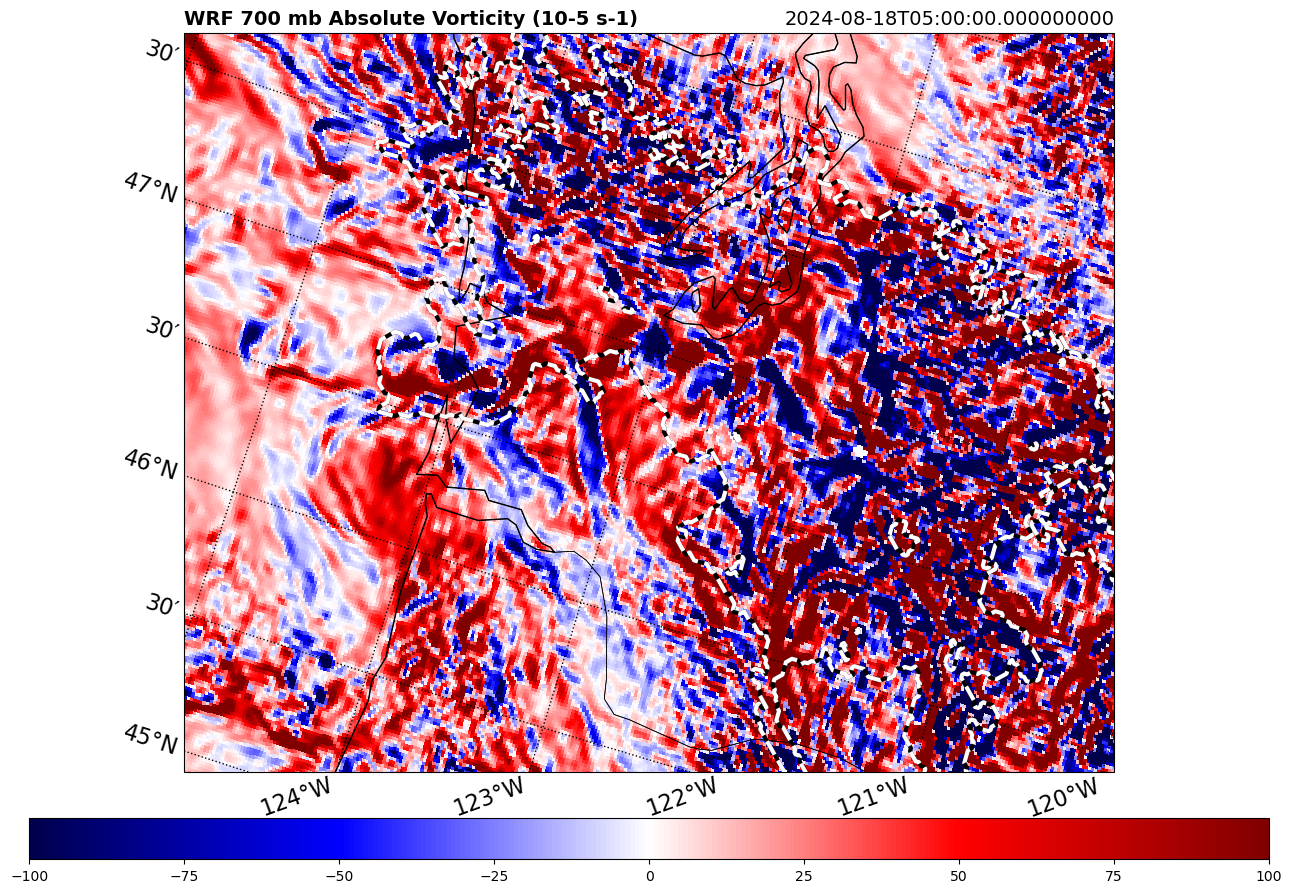 WRF 700 mb Absolute Vorticity (10-5 s-1) 2024-08-18T05:00:00.000000000
30′
47°N
30′
46°N
30′
45°N
124°W 123°W 122°W 121°W 120°W
−100 −75 −50 −25 0 25 50 75 100